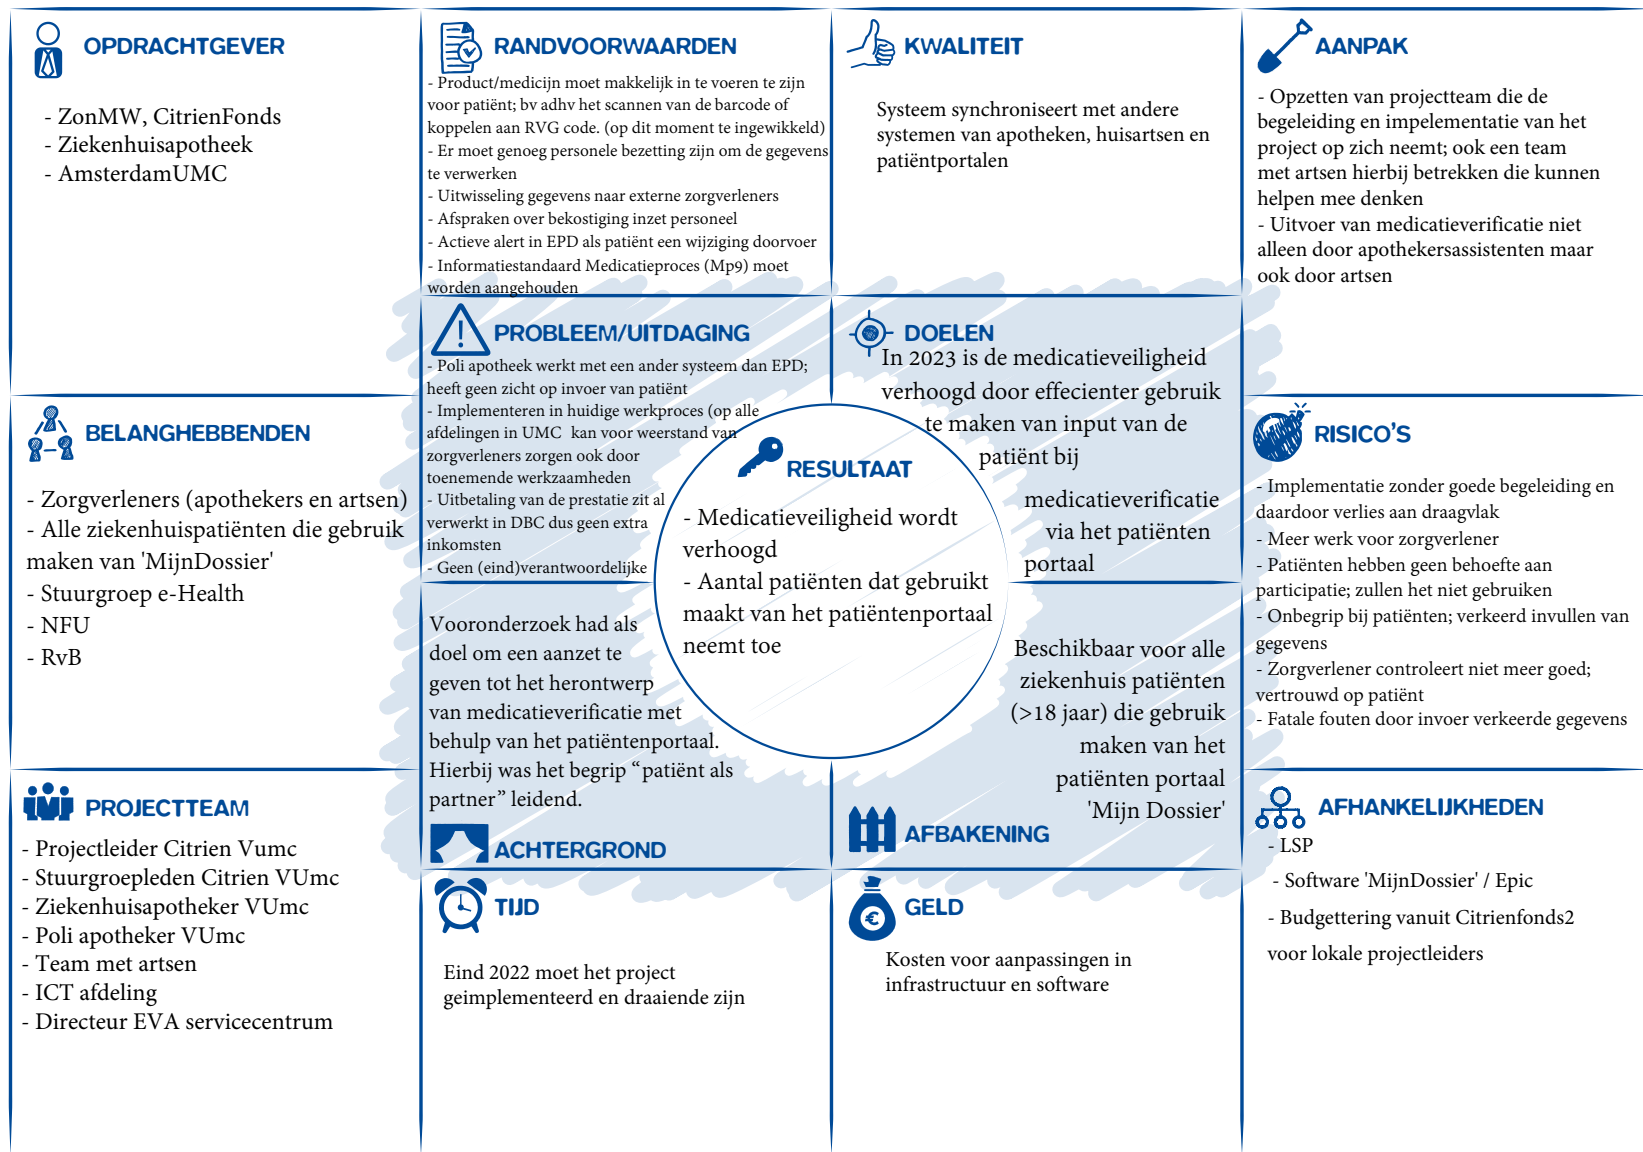 OPDRACHTGEVER
- ZonMW, CitrienFonds
- Ziekenhuisapotheek
- AmsterdamUMC
RANDVOORWAARDEN
- Product/medicijn moet makkelijk in te voeren te zijn
voor patiënt; bv adhv het scannen van de barcode of
koppelen aan RVG code. (op dit moment te ingewikkeld)
- Er moet genoeg personele bezetting zijn om de gegevens
te verwerken
- Uitwisseling gegevens naar externe zorgverleners
- Afspraken over bekostiging inzet personeel
- Actieve alert in EPD als patiënt een wijziging doorvoer
- Informatiestandaard Medicatieproces (Mp9) moet
worden aangehouden
KWALITEIT
Systeem synchroniseert met andere
systemen van apotheken, huisartsen en
patiëntportalen
AANPAK
- Opzetten van projectteam die de
begeleiding en impelementatie van het
project op zich neemt; ook een team
met artsen hierbij betrekken die kunnen
helpen mee denken
- Uitvoer van medicatieverificatie niet
alleen door apothekersassistenten maar
ook door artsen
PROBLEEM/UITDAGING
- Poli apotheek werkt met een ander systeem dan EPD;
heeft geen zicht op invoer van patiënt
- Implementeren in huidige werkproces (op alle
afdelingen in UMC kan voor weerstand van
zorgverleners zorgen ook door
toenemende werkzaamheden
- Uitbetaling van de prestatie zit al
verwerkt in DBC dus geen extra
inkomsten
- Geen (eind)verantwoordelijke
DOELEN
In 2023 is de medicatieveiligheid
verhoogd door effecienter gebruik
te maken van input van de
patiënt bij
medicatieverificatie
via het patiënten
portaal
BELANGHEBBENDEN
- Zorgverleners (apothekers en artsen)
- Alle ziekenhuispatiënten die gebruik
maken van 'MijnDossier'
- Stuurgroep e-Health
- NFU
- RvB
RESULTAAT
- Medicatieveiligheid wordt
verhoogd
- Aantal patiënten dat gebruikt
maakt van het patiëntenportaal
neemt toe
RISICO'S
- Implementatie zonder goede begeleiding en
daardoor verlies aan draagvlak
- Meer werk voor zorgverlener
- Patiënten hebben geen behoefte aan
participatie; zullen het niet gebruiken
- Onbegrip bij patiënten; verkeerd invullen van
gegevens
- Zorgverlener controleert niet meer goed;
vertrouwd op patiënt
- Fatale fouten door invoer verkeerde gegevens
Vooronderzoek had als
doel om een aanzet te
geven tot het herontwerp
van medicatieverificatie met
behulp van het patiëntenportaal.
Hierbij was het begrip “patiënt als
partner” leidend.
ACHTERGROND
Beschikbaar voor alle
ziekenhuis patiënten
(>18 jaar) die gebruik
maken van het
patiënten portaal
'Mijn Dossier'
AFBAKENING
PROJECTTEAM
- Projectleider Citrien Vumc
- Stuurgroepleden Citrien VUmc
- Ziekenhuisapotheker VUmc
- Poli apotheker VUmc
- Team met artsen
- ICT afdeling
- Directeur EVA servicecentrum
TIJD
Eind 2022 moet het project
geimplementeerd en draaiende zijn
GELD
Kosten voor aanpassingen in
infrastructuur en software
AFHANKELIJKHEDEN
- LSP
- Software 'MijnDossier' / Epic
- Budgettering vanuit Citrienfonds2
voor lokale projectleiders